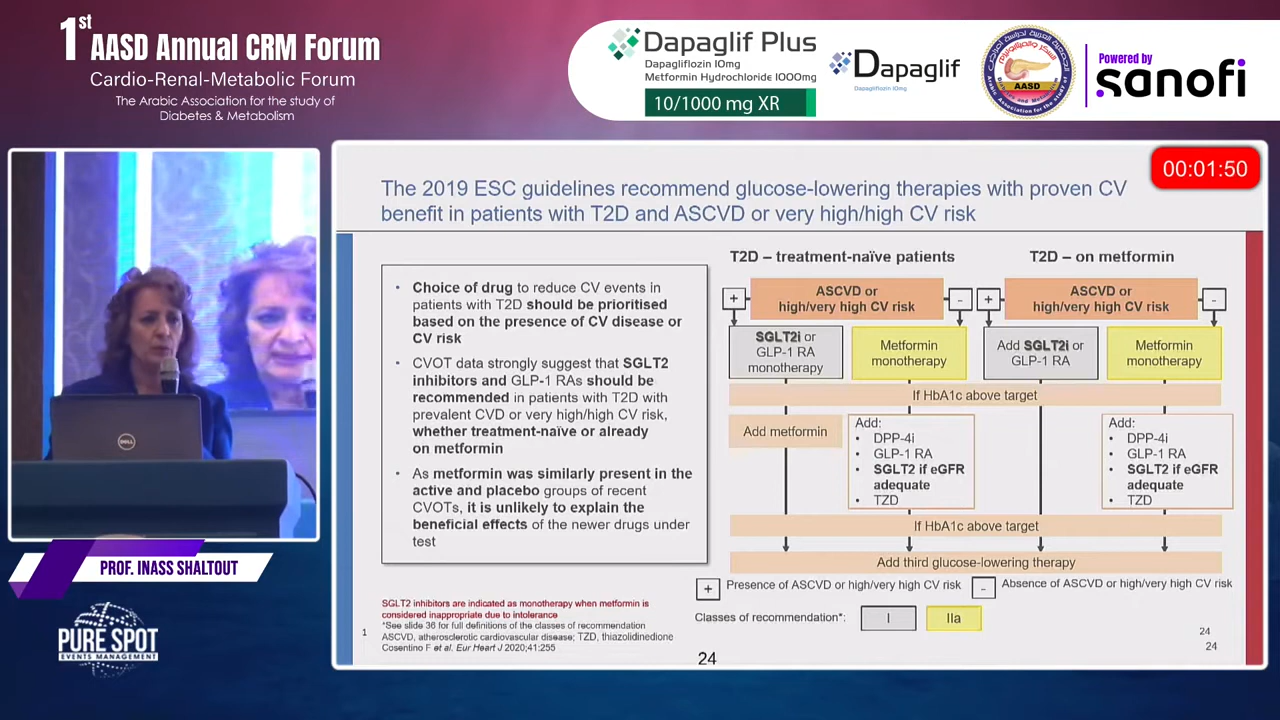 1st
AASD Annual CRM Forum
Cardio-Renal-Metabolic Forum
The Arabic Association for the study of
Diabetes & Metabolism
Dapaglif Plus
Dapagliflozin 10mg
Metformin Hydrochloride 1000mg
10/1000 mg XR
Dapaglif
Dapagliflozin 10mg
AASD
Powered by
sanofi
00:01:50
The 2019 ESC guidelines recommend glucose-lowering therapies with proven CV
benefit in patients with T2D and ASCVD or very high/high CV risk
• Choice of drug to reduce CV events in
patients with T2D should be prioritised
based on the presence of CV disease or
CV risk
• CVOT data strongly suggest that SGLT2
inhibitors and GLP-1 RAs should be
recommended in patients with T2D with
prevalent CVD or very high/high CV risk,
whether treatment-naïve or already
on metformin
• As metformin was similarly present in the
active and placebo groups of recent
CVOTs, it is unlikely to explain the
beneficial effects of the newer drugs under
test
T2D – treatment-naïve patients
T2D – on metformin
+
ASCVD or
high/very high CV risk
-
+
ASCVD or
high/very high CV risk
-
SGLT2i or
GLP-1 RA
monotherapy
Metformin
monotherapy
Add SGLT2i or
GLP-1 RA
Metformin
monotherapy
If HbA1c above target
Add metformin
Add:
• DPP-4i
• GLP-1 RA
• SGLT2 if eGFR
adequate
• TZD
Add:
• DPP-4i
• GLP-1 RA
• SGLT2 if eGFR
adequate
• TZD
If HbA1c above target
Add third glucose-lowering therapy
+ Presence of ASCVD or high/very high CV risk
- Absence of ASCVD or high/very high CV risk
Classes of recommendation*:
I
IIa
SGLT2 inhibitors are indicated as monotherapy when metformin is
considered inappropriate due to intolerance
*See slide 36 for full definitions of the classes of recommendation
ASCVD, atherosclerotic cardiovascular disease; TZD, thiazolidinedione
Cosentino F et al. Eur Heart J 2020;41:255
1
24
24
24
DELL
PROF. INASS SHALTOUT
PURE SPOT
EVENTS MANAGEMENT